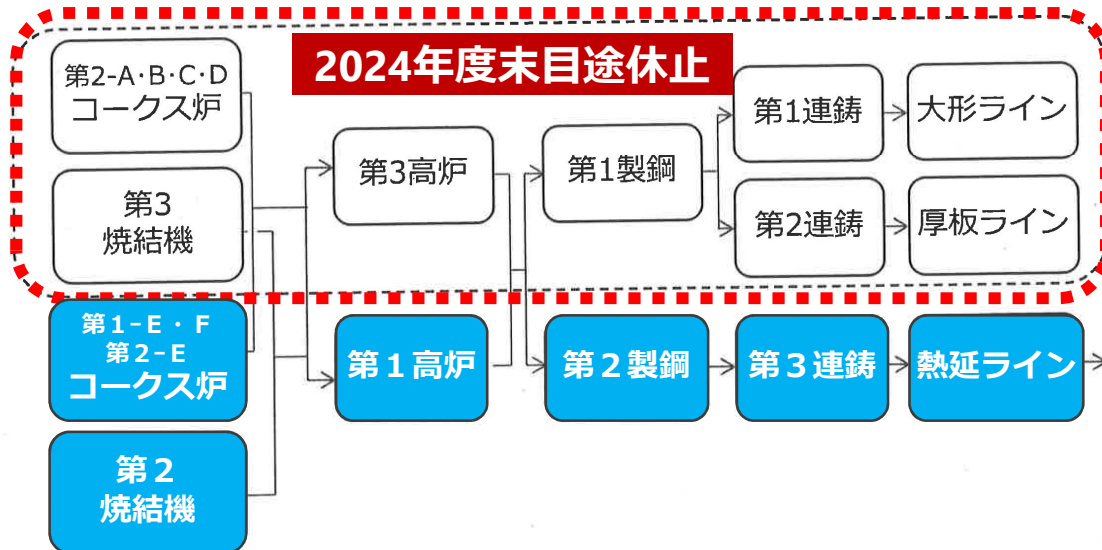 2024年度末目途休止
第2-A・B・C・D
コークス炉
第3
焼結機
第3高炉
第1製鋼
第1連鋳
大形ライン
第2連鋳
厚板ライン
第１-Ｅ・Ｆ
第２-Ｅ
コークス炉
第２
焼結機
第１高炉
第２製鋼
第３連鋳
熱延ライン